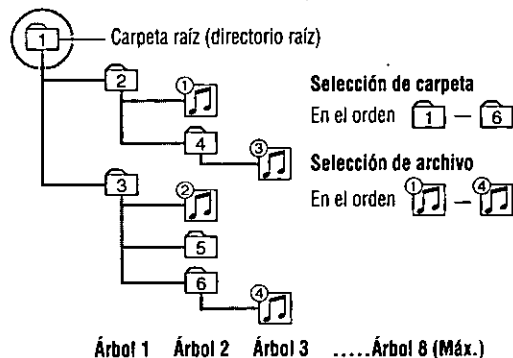 1 Carpeta raíz (directorio raíz)
2 ①
4 ③
3 ②
5
6 ④
Selección de carpeta
En el orden 1 – 6
Selección de archivo
En el orden ① – ④
Árbol 1 Árbol 2 Árbol 3 .....Árbol 8 (Máx.)